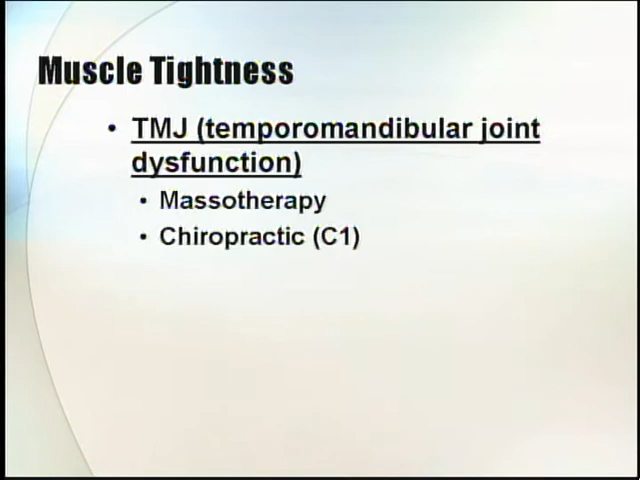 Muscle Tightness
• TMJ (temporomandibular joint
dysfunction)
• Massotherapy
• Chiropractic (C1)